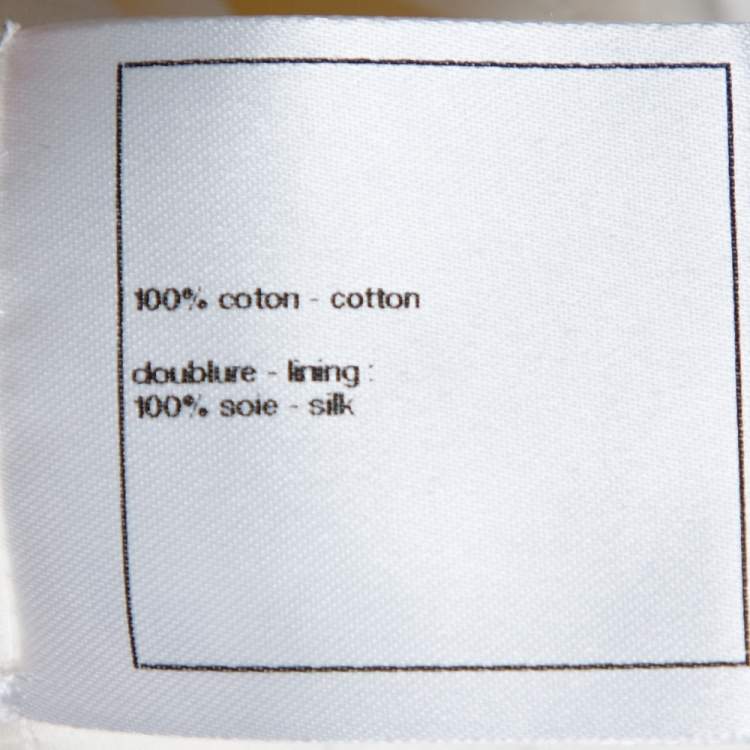 100% coton - cotton
doublure - lining :
100% soie - silk